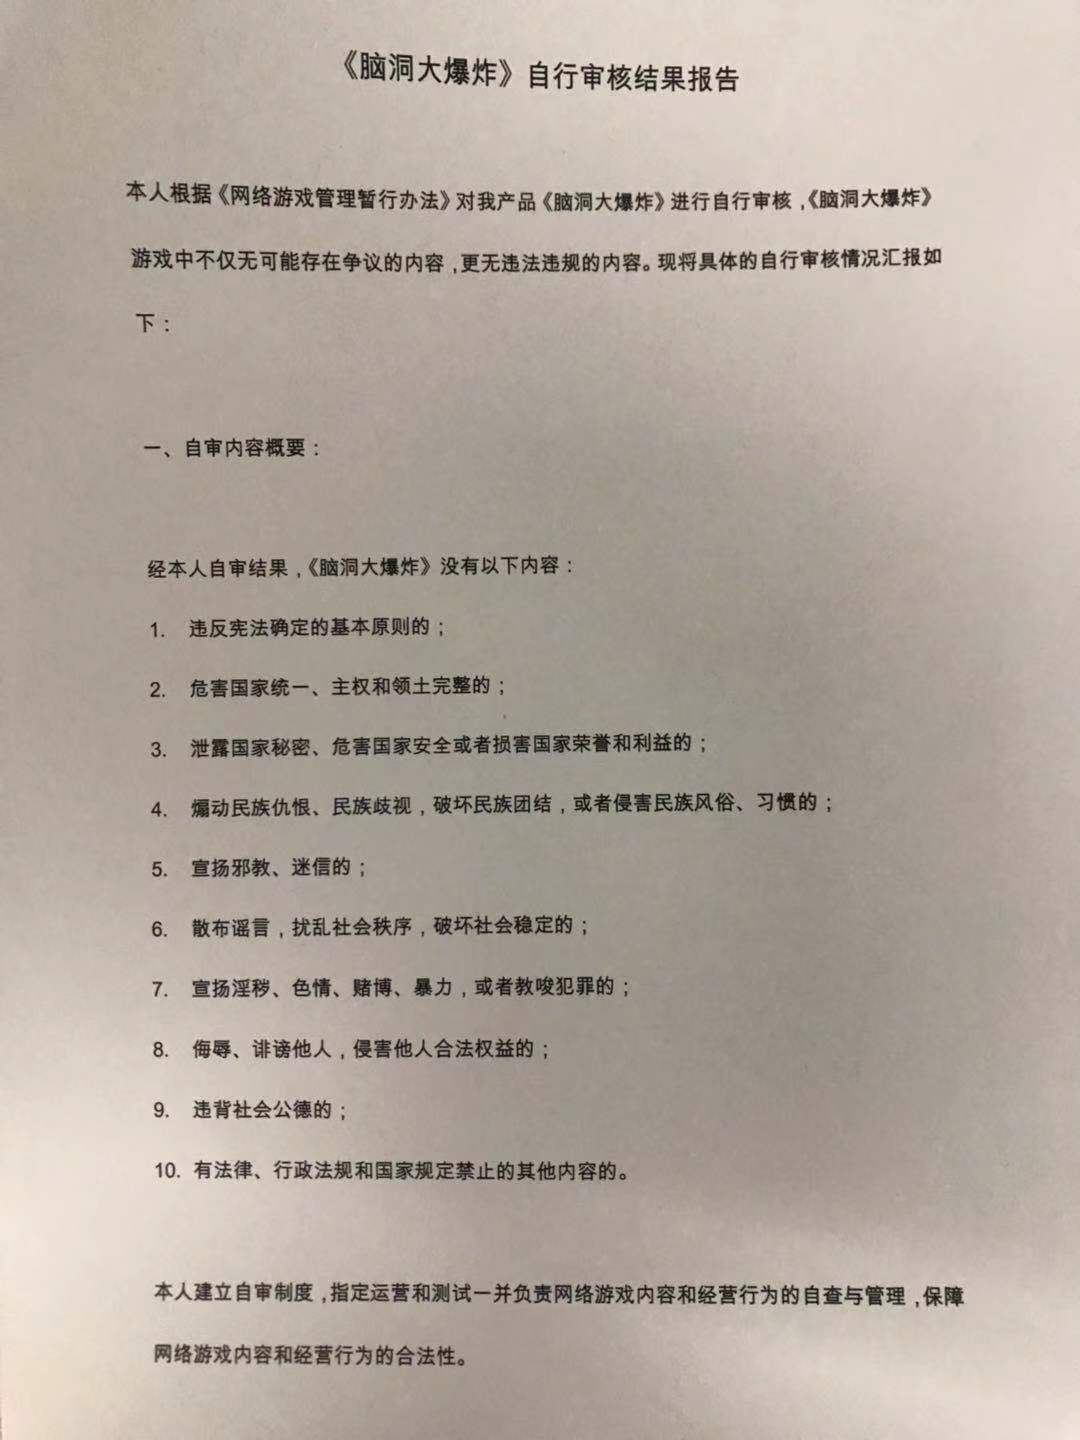 《脑洞大爆炸》自行审核结果报告
本人根据《网络游戏管理暂行办法》对我产品《脑洞大爆炸》进行自行审核，《脑洞大爆炸》
游戏中不仅无可能存在争议的内容，更无违法违规的内容。现将具体的自行审核情况汇报如
下：
一、自审内容概要：
经本人自审结果，《脑洞大爆炸》没有以下内容：
1. 违反宪法确定的基本原则的；
2. 危害国家统一、主权和领土完整的；
3. 泄露国家秘密、危害国家安全或者损害国家荣誉和利益的；
4. 煽动民族仇恨、民族歧视，破坏民族团结，或者侵害民族风俗、习惯的；
5. 宣扬邪教、迷信的；
6. 散布谣言，扰乱社会秩序，破坏社会稳定的；
7. 宣扬淫秽、色情、赌博、暴力，或者教唆犯罪的；
8. 侮辱、诽谤他人，侵害他人合法权益的；
9. 违背社会公德的；
10. 有法律、行政法规和国家规定禁止的其他内容的。
本人建立自审制度，指定运营和测试一并负责网络游戏内容和经营行为的自查与管理，保障
网络游戏内容和经营行为的合法性。